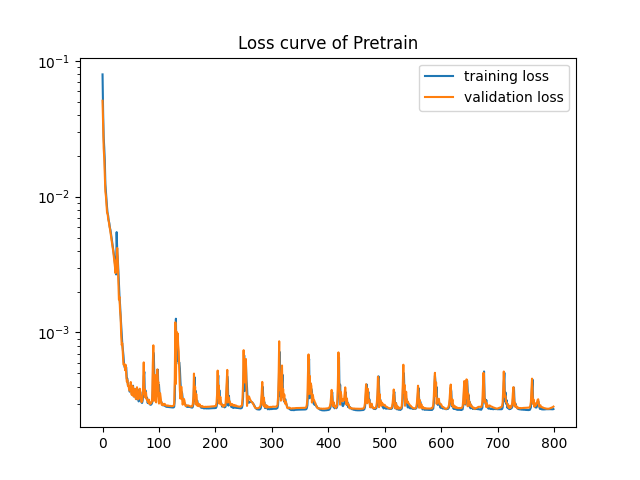 Loss curve of Pretrain
training loss
validation loss
10⁻¹
10⁻²
10⁻³
0 100 200 300 400 500 600 700 800